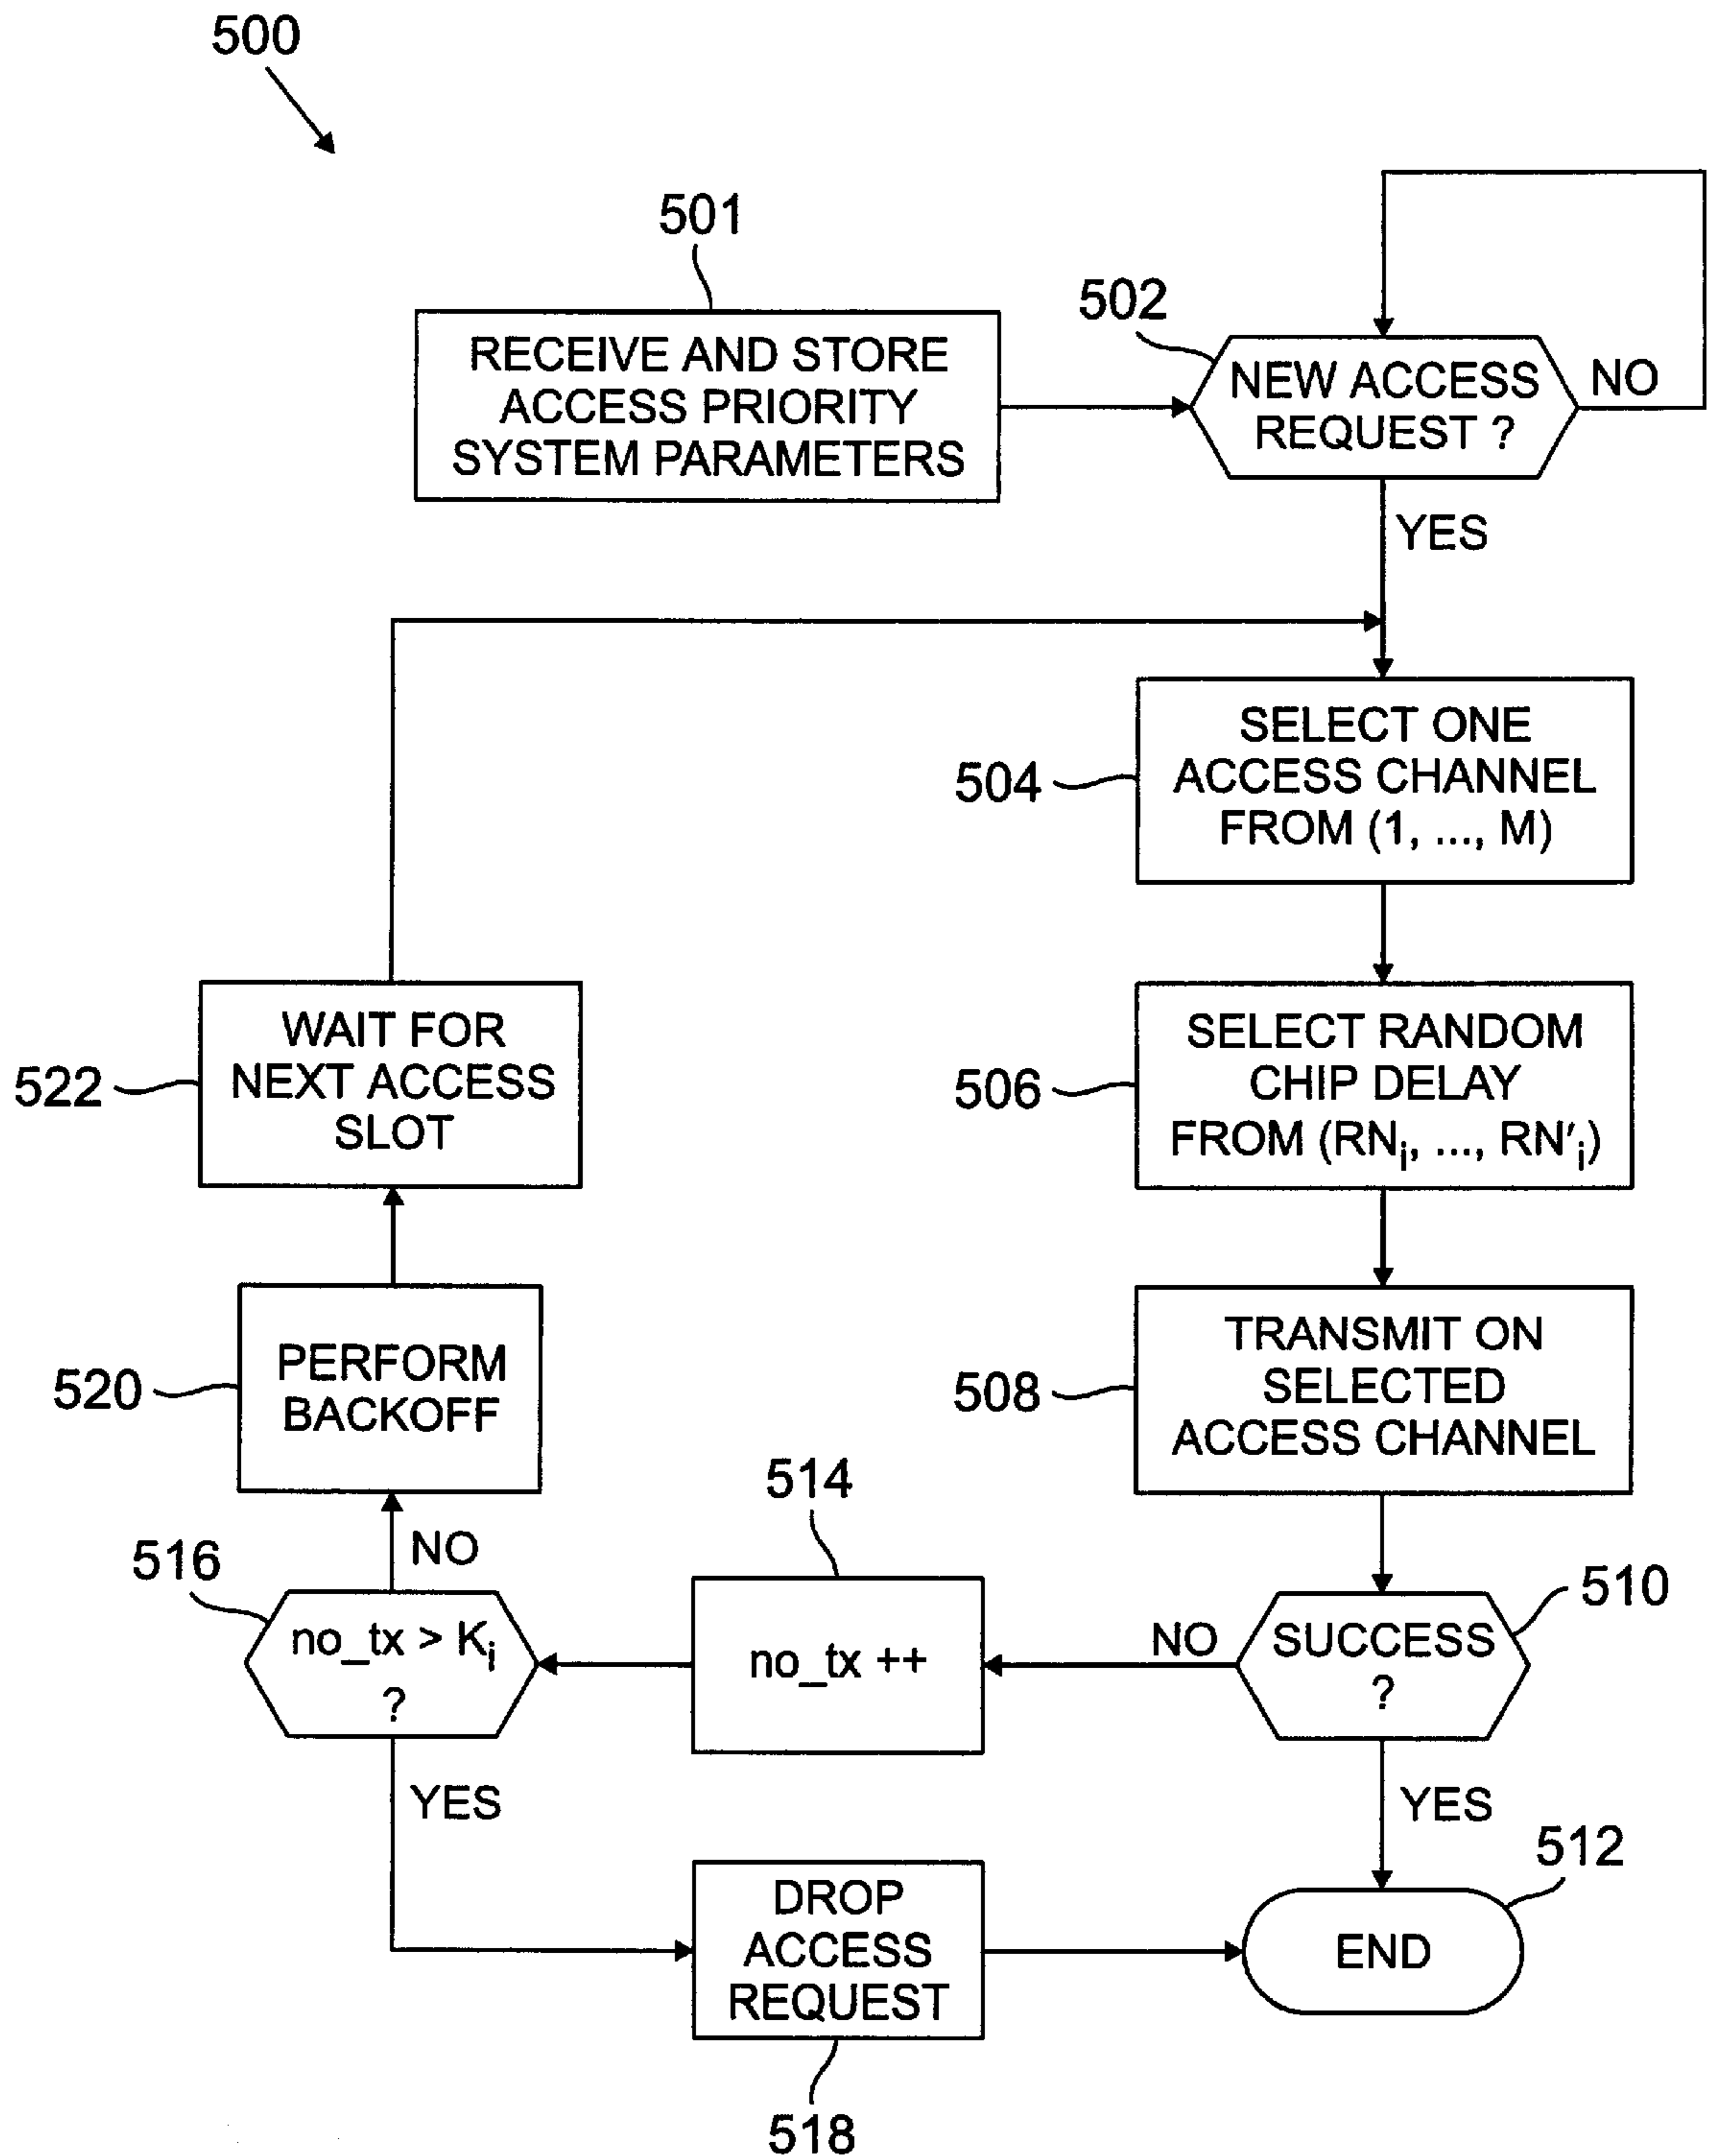 500
501
RECEIVE AND STORE
ACCESS PRIORITY
SYSTEM PARAMETERS
502
NEW ACCESS
REQUEST ?
NO
YES
504
SELECT ONE
ACCESS CHANNEL
FROM (1, ..., M)
506
SELECT RANDOM
CHIP DELAY
FROM (RNi, ..., RN'i)
508
TRANSMIT ON
SELECTED
ACCESS CHANNEL
510
SUCCESS
?
NO
YES
512
END
514
no_tx ++
516
no_tx > Ki
?
NO
YES
518
DROP
ACCESS
REQUEST
520
PERFORM
BACKOFF
522
WAIT FOR
NEXT ACCESS
SLOT